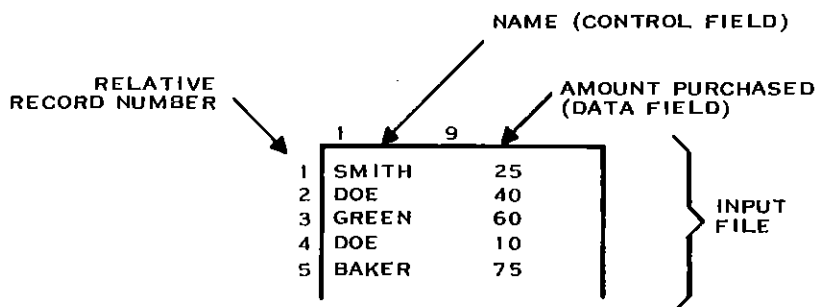 NAME (CONTROL FIELD)
RELATIVE
RECORD NUMBER
AMOUNT PURCHASED
(DATA FIELD)
1 9
1 SMITH 25
2 DOE 40
3 GREEN 60
4 DOE 10
5 BAKER 75
INPUT
FILE